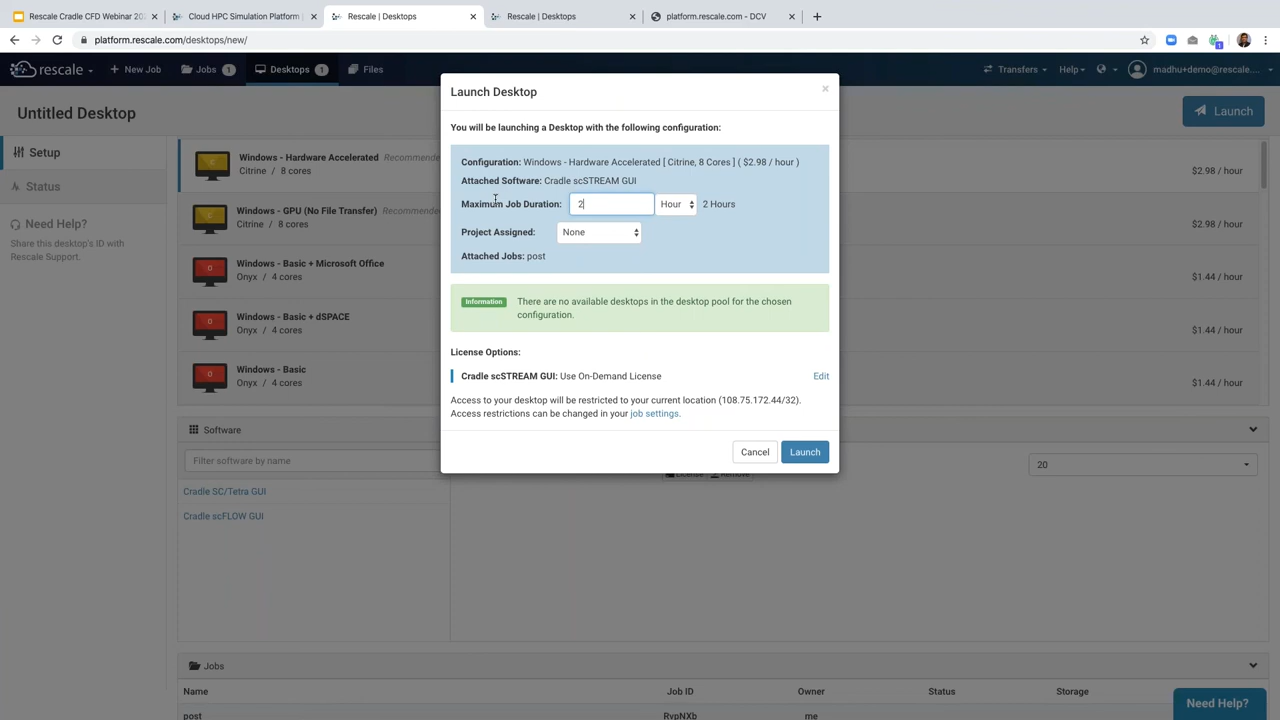 Rescale Cradle CFD Webinar 202
Cloud HPC Simulation Platform
Rescale | Desktops
Rescale | Desktops
platform.rescale.com - DCV
platform.rescale.com/desktops/new/
1
rescale
New Job
Jobs 1
Desktops 1
Files
Transfers
Help
madhu+demo@rescale....
Untitled Desktop
Launch
Setup
Status
Need Help?
Share this desktop's ID with
Rescale Support.
Windows - Hardware Accelerated Recommended
Citrine / 8 cores
$2.98 / hour
0
Windows - GPU (No File Transfer) Recommende
Citrine / 8 cores
$2.98 / hour
0
Windows - Basic + Microsoft Office
Onyx / 4 cores
$1.44 / hour
0
Windows - Basic + dSPACE
Onyx / 4 cores
$1.44 / hour
0
Windows - Basic
Onyx / 4 cores
$1.44 / hour
Software
Filter software by name
Cradle SC/Tetra GUI
Cradle scFLOW GUI
License Remove
20
Jobs
Name Job ID Owner Status Storage
post RvpNXb me
Need Help?
Launch Desktop
×
You will be launching a Desktop with the following configuration:
Configuration: Windows - Hardware Accelerated [ Citrine, 8 Cores ] ( $2.98 / hour )
Attached Software: Cradle scSTREAM GUI
Maximum Job Duration: 2 Hour 2 Hours
Project Assigned: None
Attached Jobs: post
Information There are no available desktops in the desktop pool for the chosen
configuration.
License Options:
Cradle scSTREAM GUI: Use On-Demand License Edit
Access to your desktop will be restricted to your current location (108.75.172.44/32).
Access restrictions can be changed in your job settings.
Cancel Launch